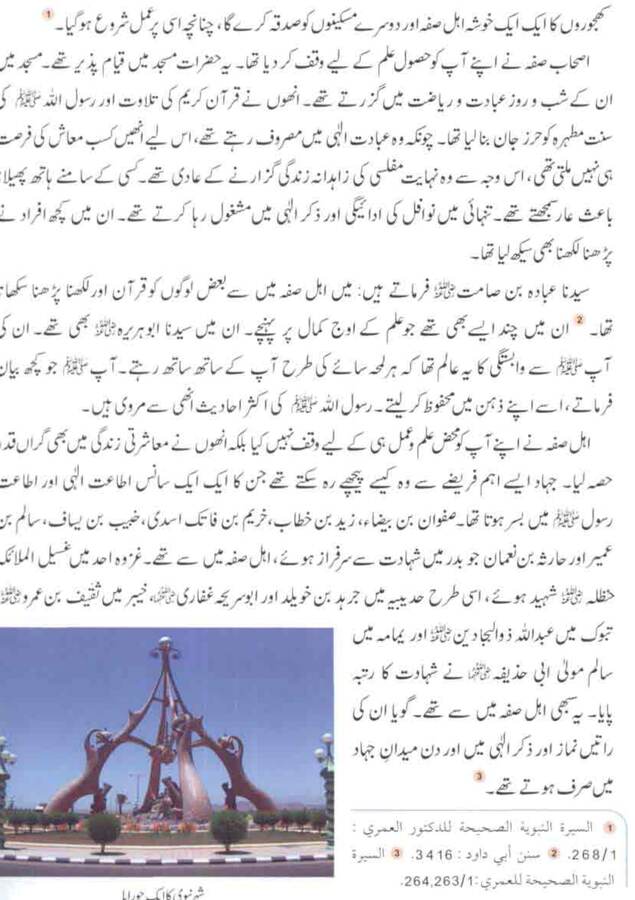 کھجوروں کا ایک ایک خوشہ اہل صفہ اور دوسرے مسکینوں کو صدقہ کرے گا، چنانچہ اسی پر عمل شروع ہو گیا۔ 1
اصحاب صفہ نے اپنے آپ کو حصول علم کے لیے وقف کر دیا تھا۔ یہ حضرات مسجد میں قیام پذیر تھے۔ مسجد میں
ان کے شب و روز عبادت و ریاضت میں گزرتے تھے۔ انھوں نے قرآن کریم کی تلاوت اور رسول اللہ ﷺ کی
سنت مطہرہ کو حرز جان بنا لیا تھا۔ چونکہ وہ عبادت الٰہی میں مصروف رہتے تھے، اس لیے انھیں کسب معاش کی فرصت
ہی نہیں ملتی تھی، اس وجہ سے وہ نہایت مفلسی کی زاہدانہ زندگی گزارنے کے عادی تھے۔ کسی کے سامنے ہاتھ پھیلانا
باعث عار سمجھتے تھے۔ تنہائی میں نوافل کی ادائیگی اور ذکر الٰہی میں مشغول رہا کرتے تھے۔ ان میں کچھ افراد نے
پڑھنا لکھنا بھی سیکھ لیا تھا۔
سیدنا عبادہ بن صامت رضی اللہ عنہ فرماتے ہیں: میں اہل صفہ میں سے بعض لوگوں کو قرآن اور لکھنا پڑھنا سکھاتا
تھا۔ 2 ان میں چند ایسے بھی تھے جو علم کے اوج کمال پر پہنچے۔ ان میں سیدنا ابو ہریرہ رضی اللہ عنہ بھی تھے۔ ان کی
آپ ﷺ سے وابستگی کا یہ عالم تھا کہ ہر لمحہ سائے کی طرح آپ کے ساتھ ساتھ رہتے۔ آپ ﷺ جو کچھ بیان
فرماتے، اسے اپنے ذہن میں محفوظ کر لیتے۔ رسول اللہ ﷺ کی اکثر احادیث انھی سے مروی ہیں۔
اہل صفہ نے اپنے آپ کو محض علم و عمل ہی کے لیے وقف نہیں کیا بلکہ انھوں نے معاشرتی زندگی میں بھی گراں قدر
حصہ لیا۔ جہاد ایسے اہم فریضے سے وہ کیسے پیچھے رہ سکتے تھے جن کا ایک ایک سانس اطاعت الٰہی اور اطاعت
رسول ﷺ میں بسر ہوتا تھا۔ صفوان بن بیضاء، زید بن خطاب، خریم بن فاتک اسدی، خبیب بن یساف، سالم بن
عمیر اور حارثہ بن نعمان جو بدر میں شہادت سے سرفراز ہوئے، اہل صفہ میں سے تھے۔ غزوہ احد میں غسیل الملائکہ
حنظلہ رضی اللہ عنہ شہید ہوئے، اسی طرح حدیبیہ میں جرہد بن خویلد اور ابو سریحہ غفاری رضی اللہ عنہما، خیبر میں ثقیف بن عمرو رضی اللہ عنہ
تبوک میں عبداللہ ذوالبجادین رضی اللہ عنہ اور یمامہ میں
سالم مولیٰ ابی حذیفہ رضی اللہ عنہما نے شہادت کا رتبہ
پایا۔ یہ سبھی اہل صفہ میں سے تھے۔ گویا ان کی
راتیں نماز اور ذکر الٰہی میں اور دن میدان جہاد
میں صرف ہوتے تھے۔ 3
1 السيرة النبوية الصحيحة للدكتور العمري :
268/1. 2 سنن أبي داود : 3416. 3 السيرة
النبوية الصحيحة للعمري : 264,263/1.
شہر نبوی کا ایک چوراہا